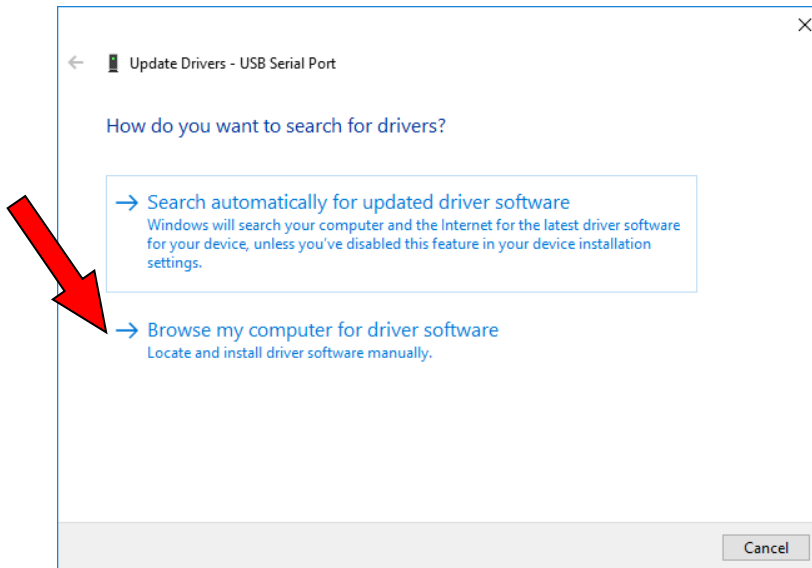 Update Drivers - USB Serial Port
How do you want to search for drivers?
Search automatically for updated driver software
Windows will search your computer and the Internet for the latest driver software
for your device, unless you've disabled this feature in your device installation
settings.
Browse my computer for driver software
Locate and install driver software manually.
Cancel